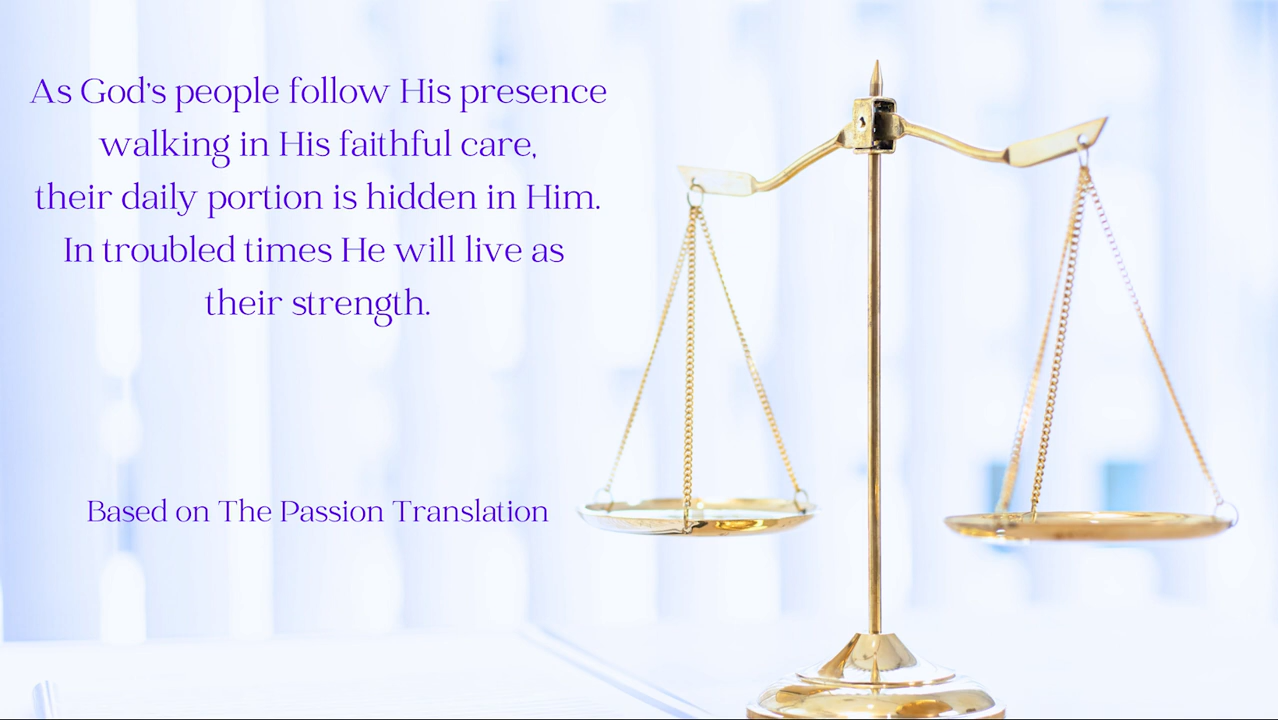 As God's people follow His presence
walking in His faithful care,
their daily portion is hidden in Him.
In troubled times He will live as
their strength.
Based on The Passion Translation